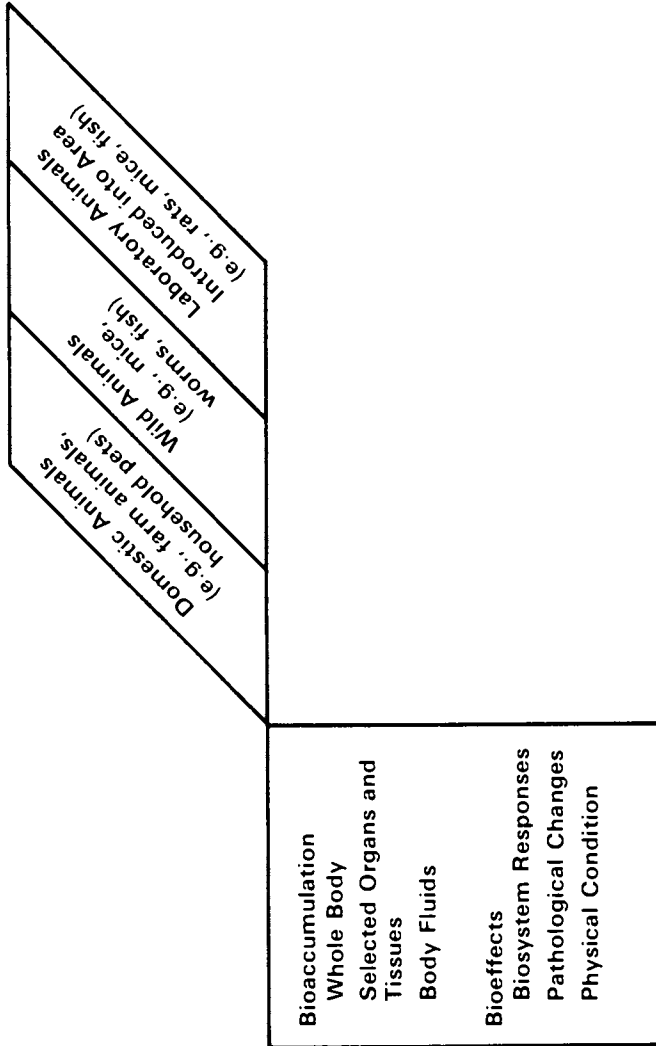 Domestic Animals
(e.g., farm animals,
household pets)
Wild Animals
(e.g., mice,
worms, fish)
Laboratory Animals
Introduced into Area
(e.g., rats, mice, fish)
Bioaccumulation
Whole Body
Selected Organs and
Tissues
Body Fluids
Bioeffects
Biosystem Responses
Pathological Changes
Physical Condition